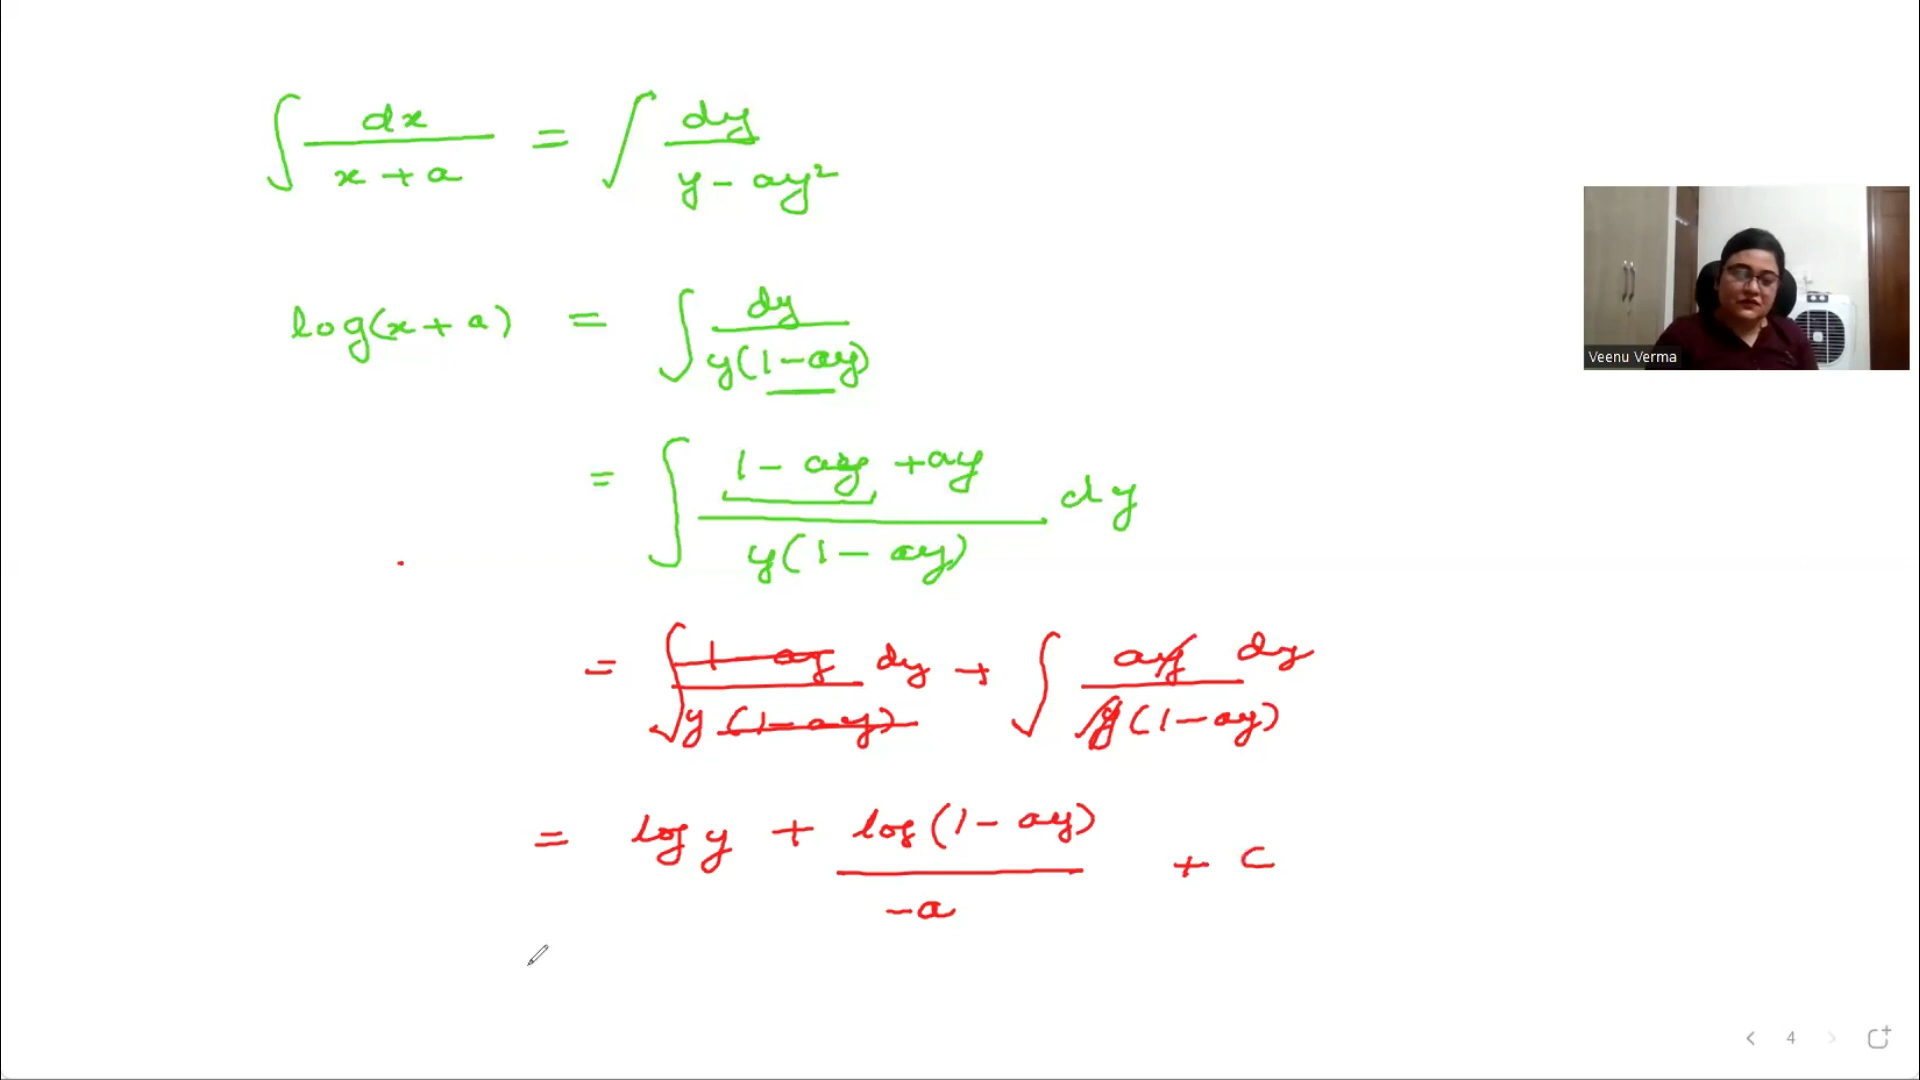 ∫ dx/(x + a) = ∫ dy/(y - ay²)
log(x + a) = ∫ dy/(y(1 - ay))
= ∫ (1 - ay + ay)/(y(1 - ay)) dy
= ∫ (1 - ay)/(y(1 - ay)) dy + ∫ ay/(y(1 - ay)) dy
= log y + log(1 - ay)/(-a) + c
Veenu Verma
4